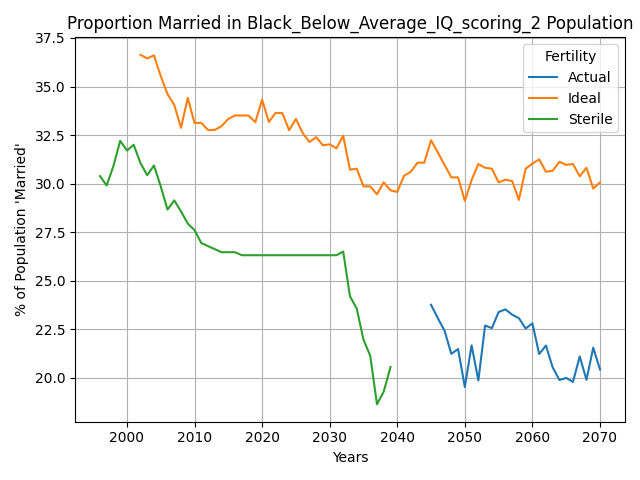 Proportion Married in Black_Below_Average_IQ_scoring_2 Population
% of Population 'Married'
37.5
35.0
32.5
30.0
27.5
25.0
22.5
20.0
Fertility
Actual
Ideal
Sterile
2000 2010 2020 2030 2040 2050 2060 2070
Years